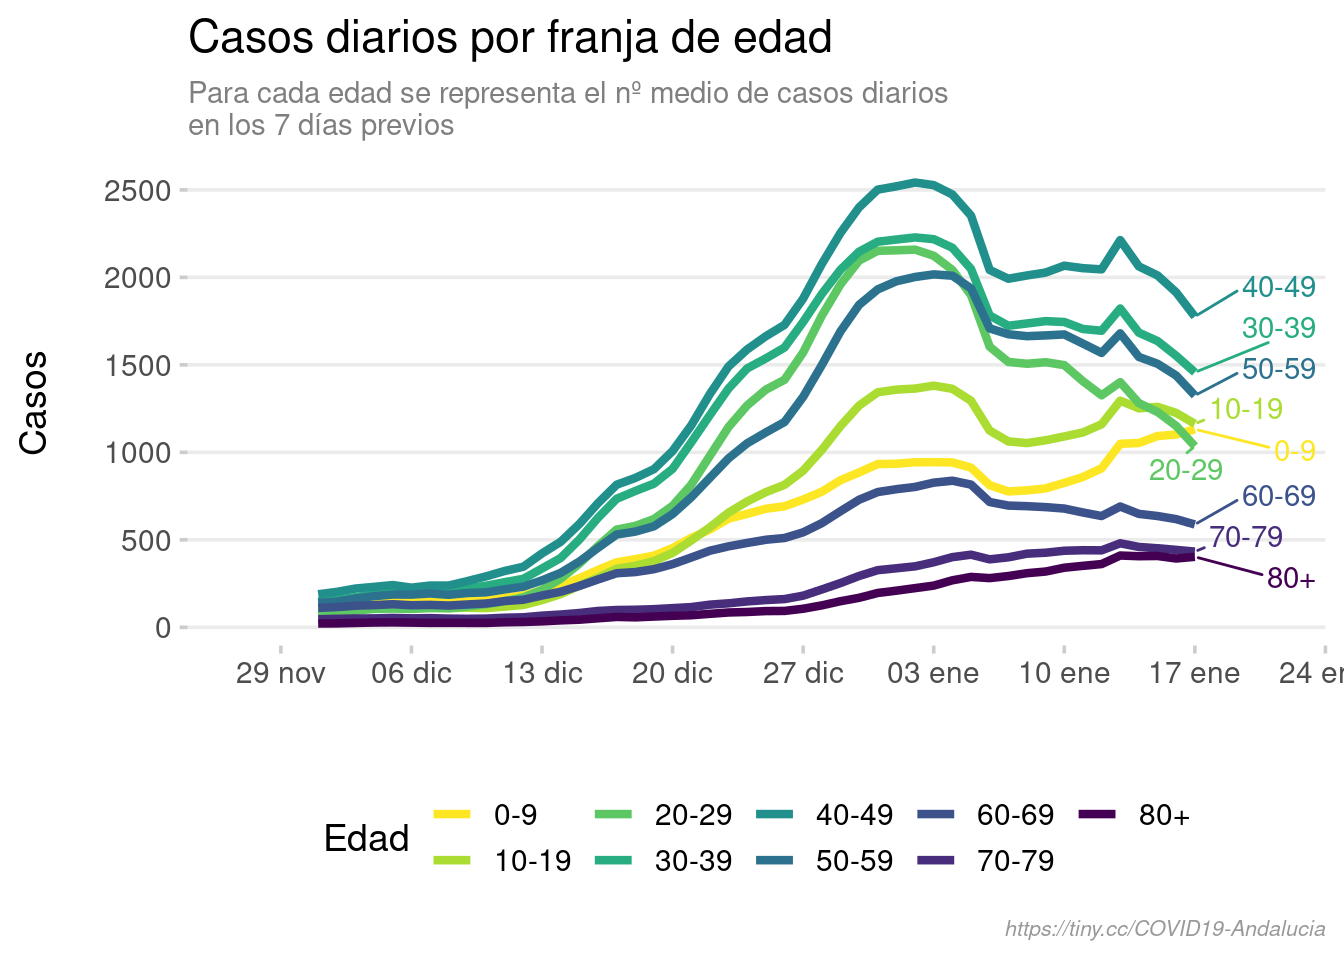 Casos diarios por franja de edad
Para cada edad se representa el nº medio de casos diarios
en los 7 días previos
Casos
2500
2000
1500
1000
500
0
40-49
30-39
50-59
10-19
0-9
20-29
60-69
70-79
80+
29 nov 06 dic 13 dic 20 dic 27 dic 03 ene 10 ene 17 ene 24 en
Edad
0-9 20-29 40-49 60-69 80+
10-19 30-39 50-59 70-79
https://tiny.cc/COVID19-Andalucia